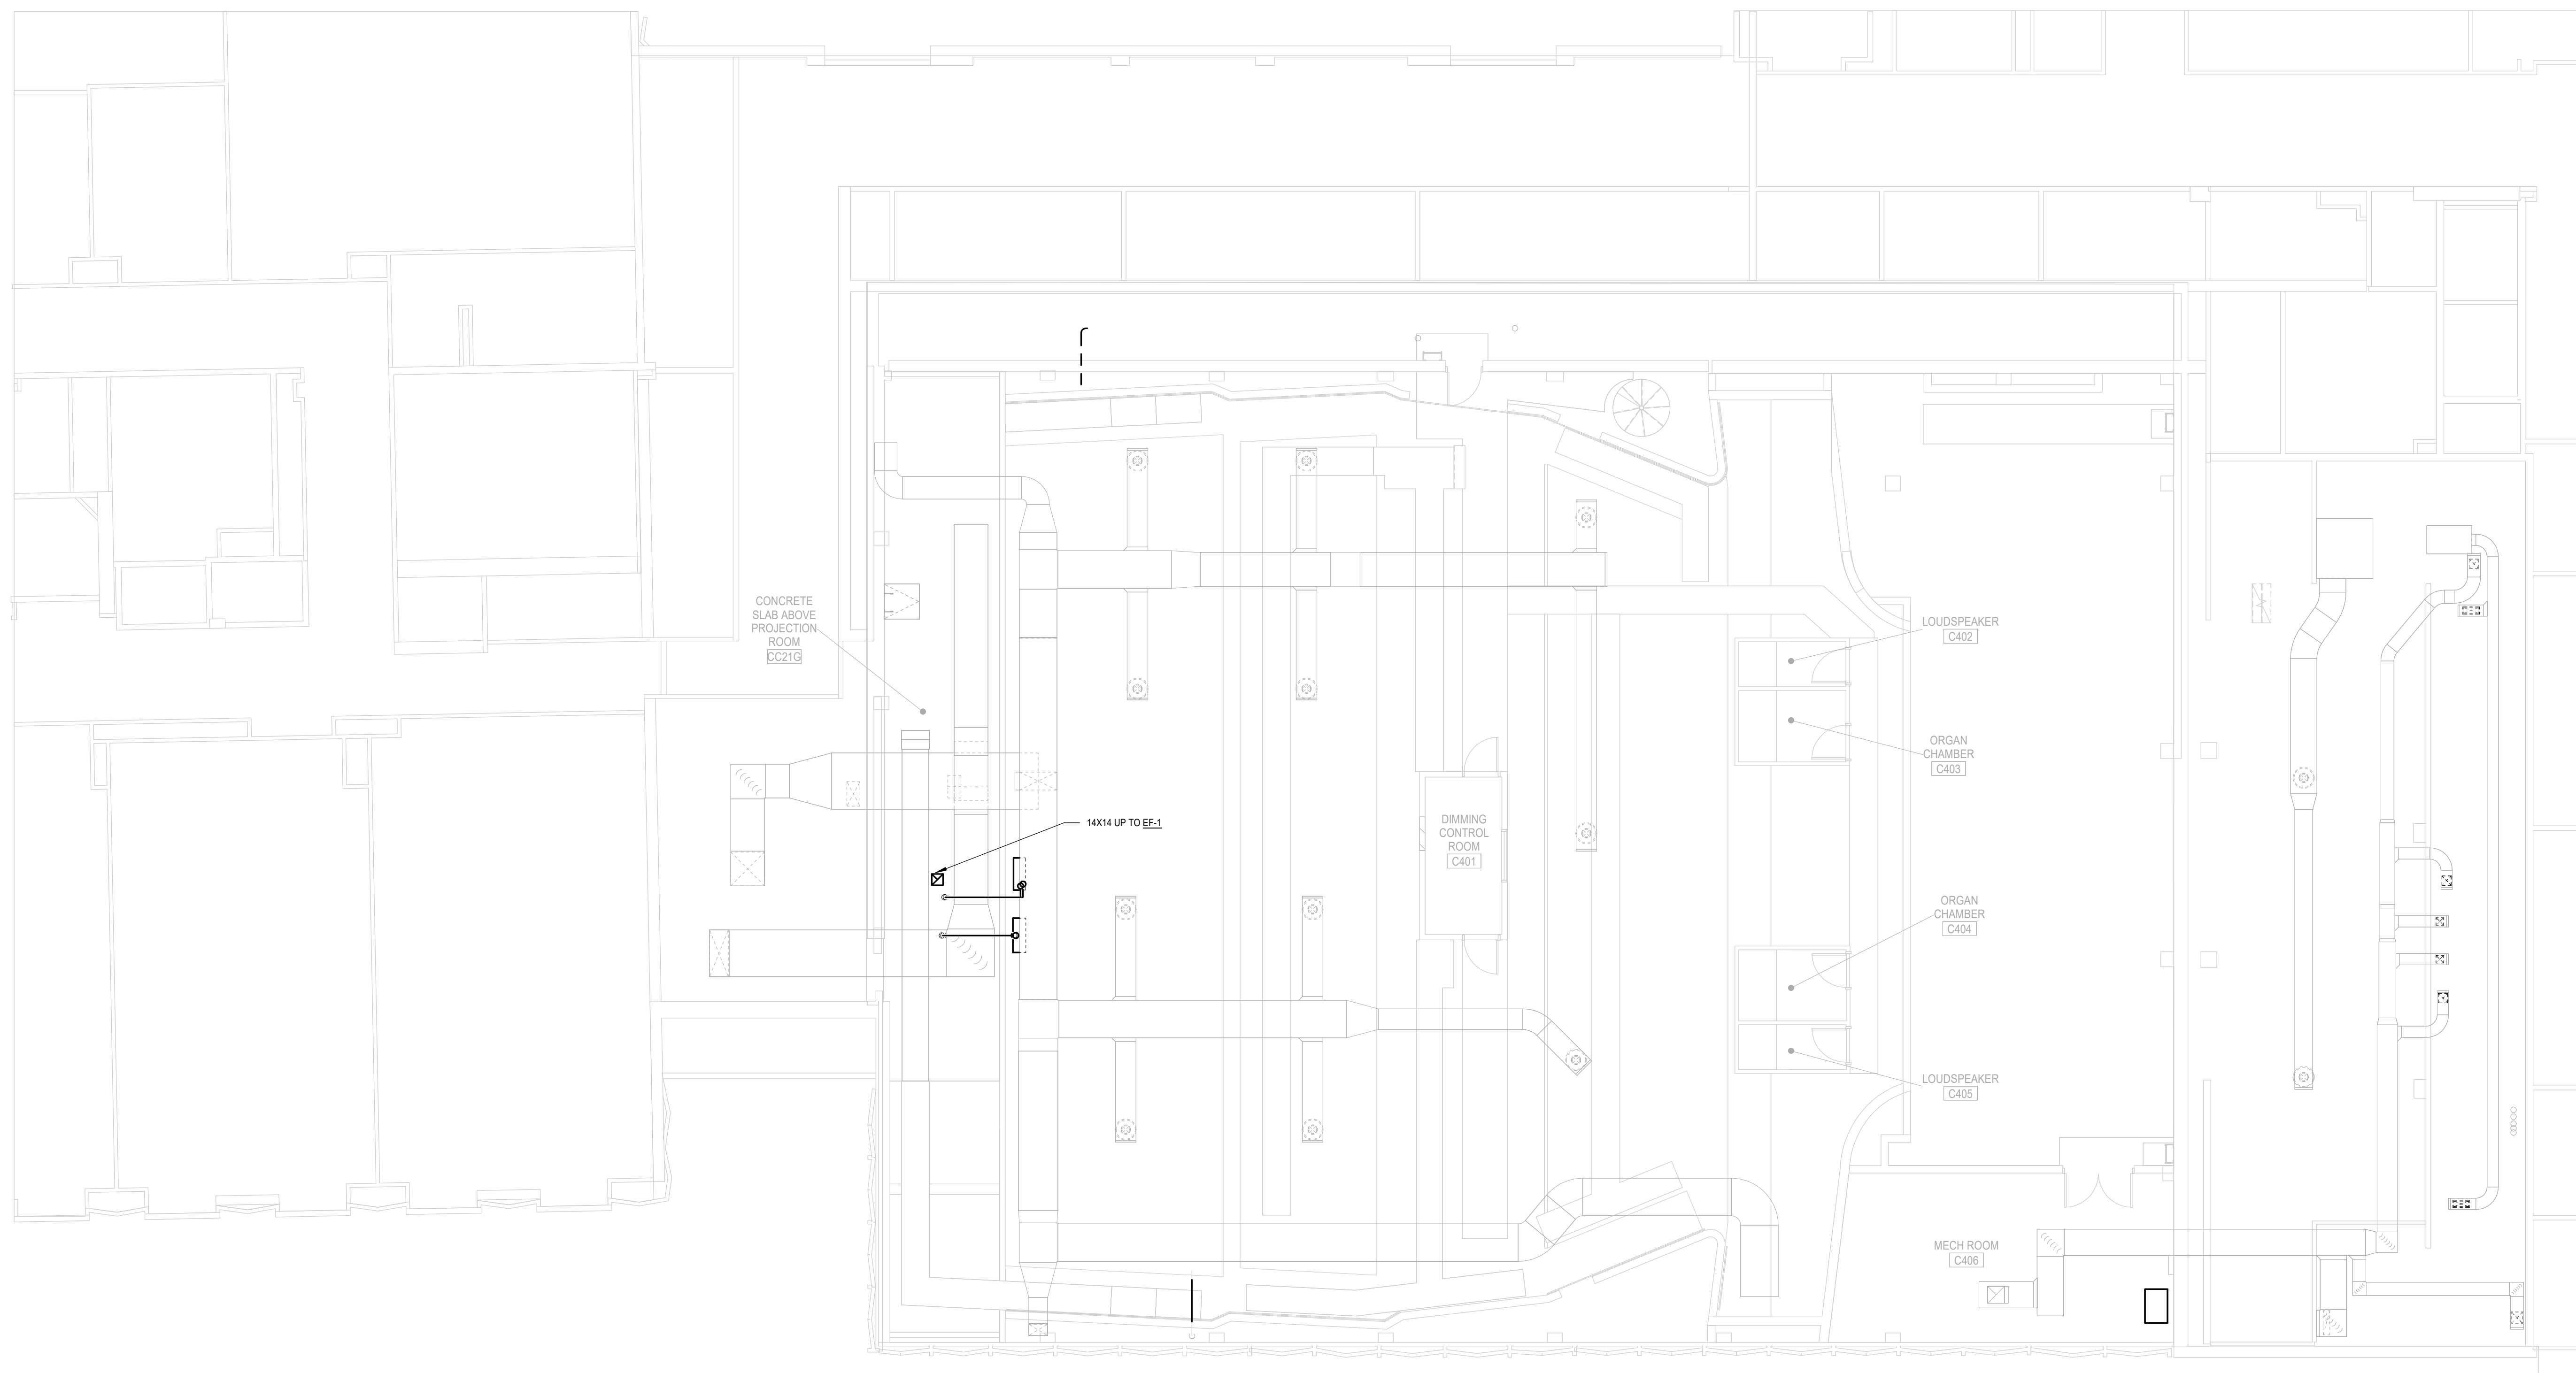 CONCRETE
SLAB ABOVE
PROJECTION
ROOM
CC21G
14X14 UP TO EF-1
DIMMING
CONTROL
ROOM
C401
LOUDSPEAKER
C402
ORGAN
CHAMBER
C403
ORGAN
CHAMBER
C404
LOUDSPEAKER
C405
MECH ROOM
C406